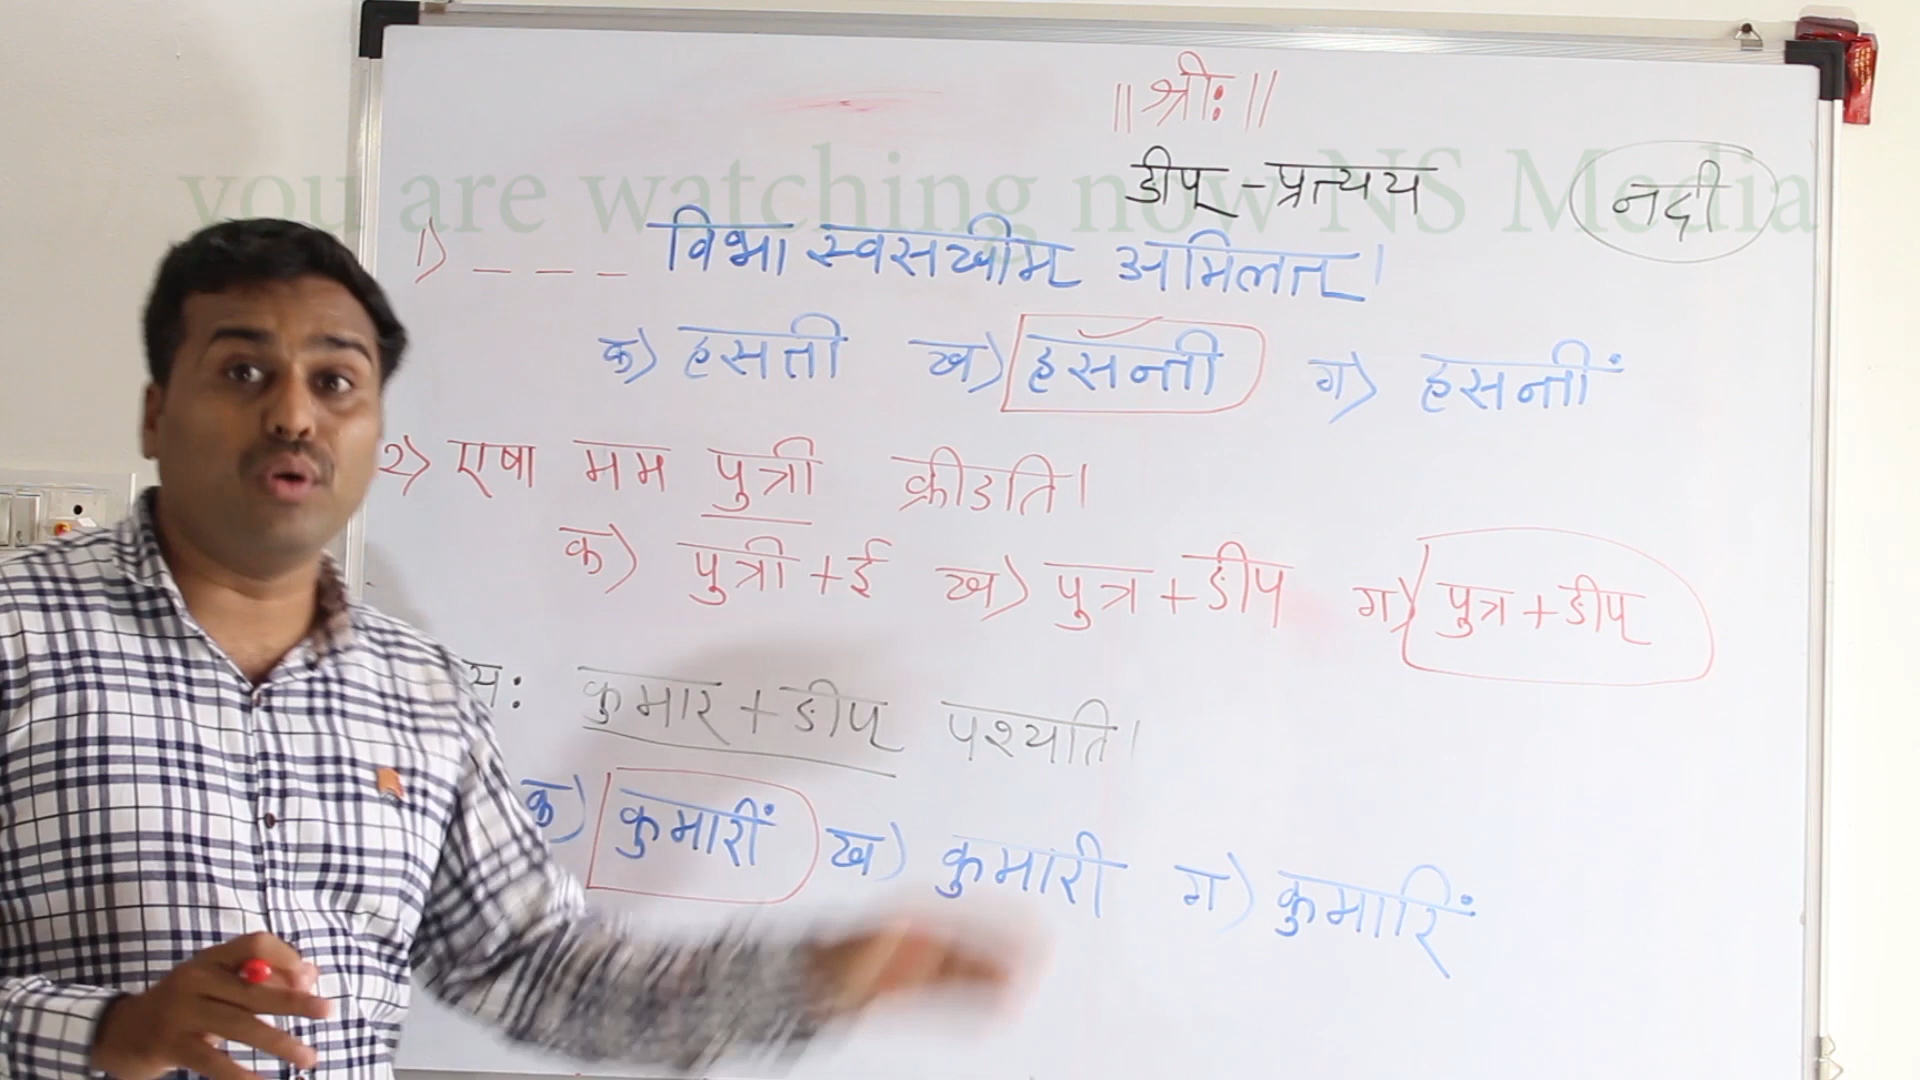 ॥ श्रीः ॥
ङीप् - प्रत्यय
नदी
you are watching now NS Media
1) _ _ _ _ विभा स्वसखीम् अमिलत् ।
क) हसती ख) हसन्ती ग) हसन्तीं
२) एषा मम पुत्री क्रीडति ।
क) पुत्री + ई ख) पुत्र + ङीप ग) पुत्र + ङीप्
सः कुमार + ङीप् पश्यति ।
क) कुमारीं ख) कुमारी ग) कुमारिं